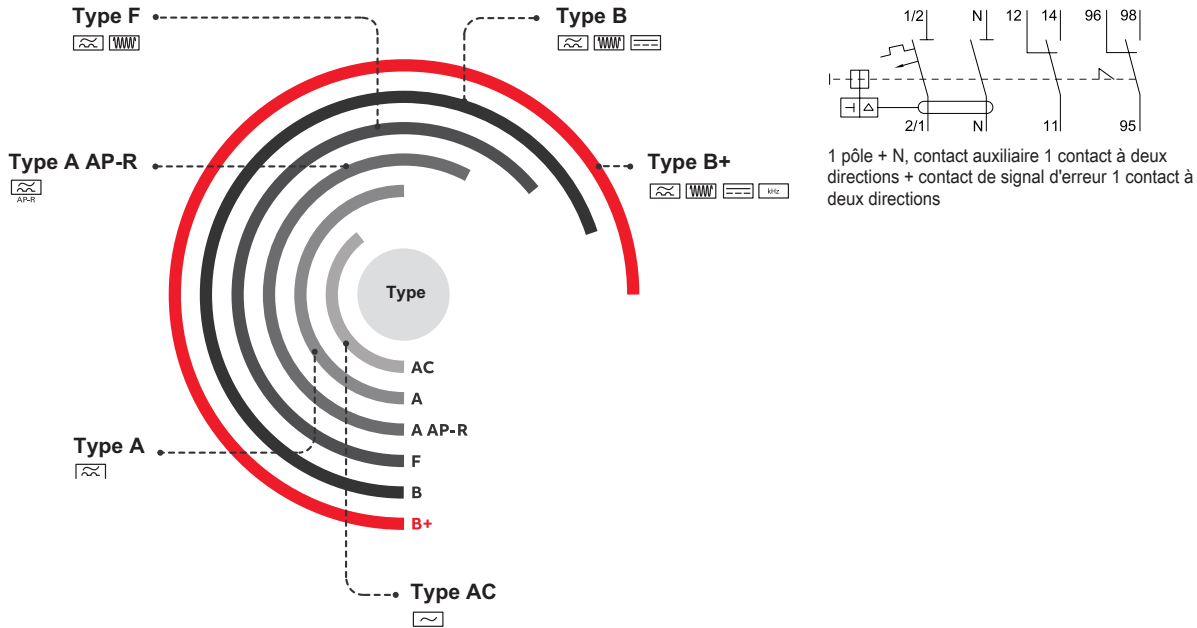 Type F
Type B
Type A AP-R
AP-R
Type B+
kHz
Type
AC
A
A AP-R
F
B
B+
Type A
Type AC
1/2 N 12 14 96 98
2/1 N 11 95
1 pôle + N, contact auxiliaire 1 contact à deux
directions + contact de signal d'erreur 1 contact à
deux directions